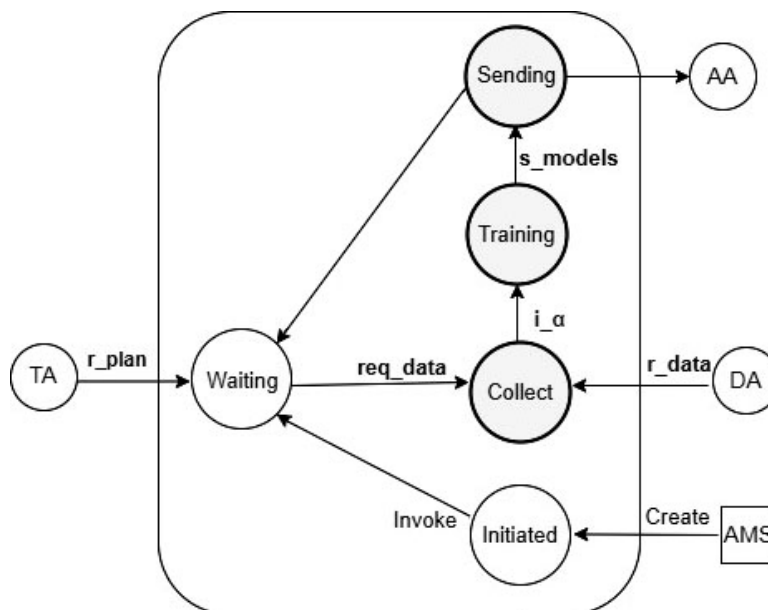 Sending
AA
s_models
Training
i_α
TA
r_plan
Waiting
req_data
Collect
r_data
DA
Invoke
Initiated
Create
AMS